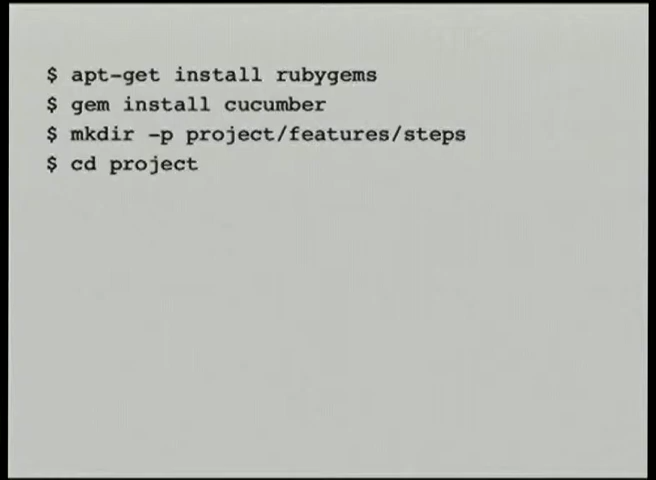 $ apt-get install rubygems
$ gem install cucumber
$ mkdir -p project/features/steps
$ cd project